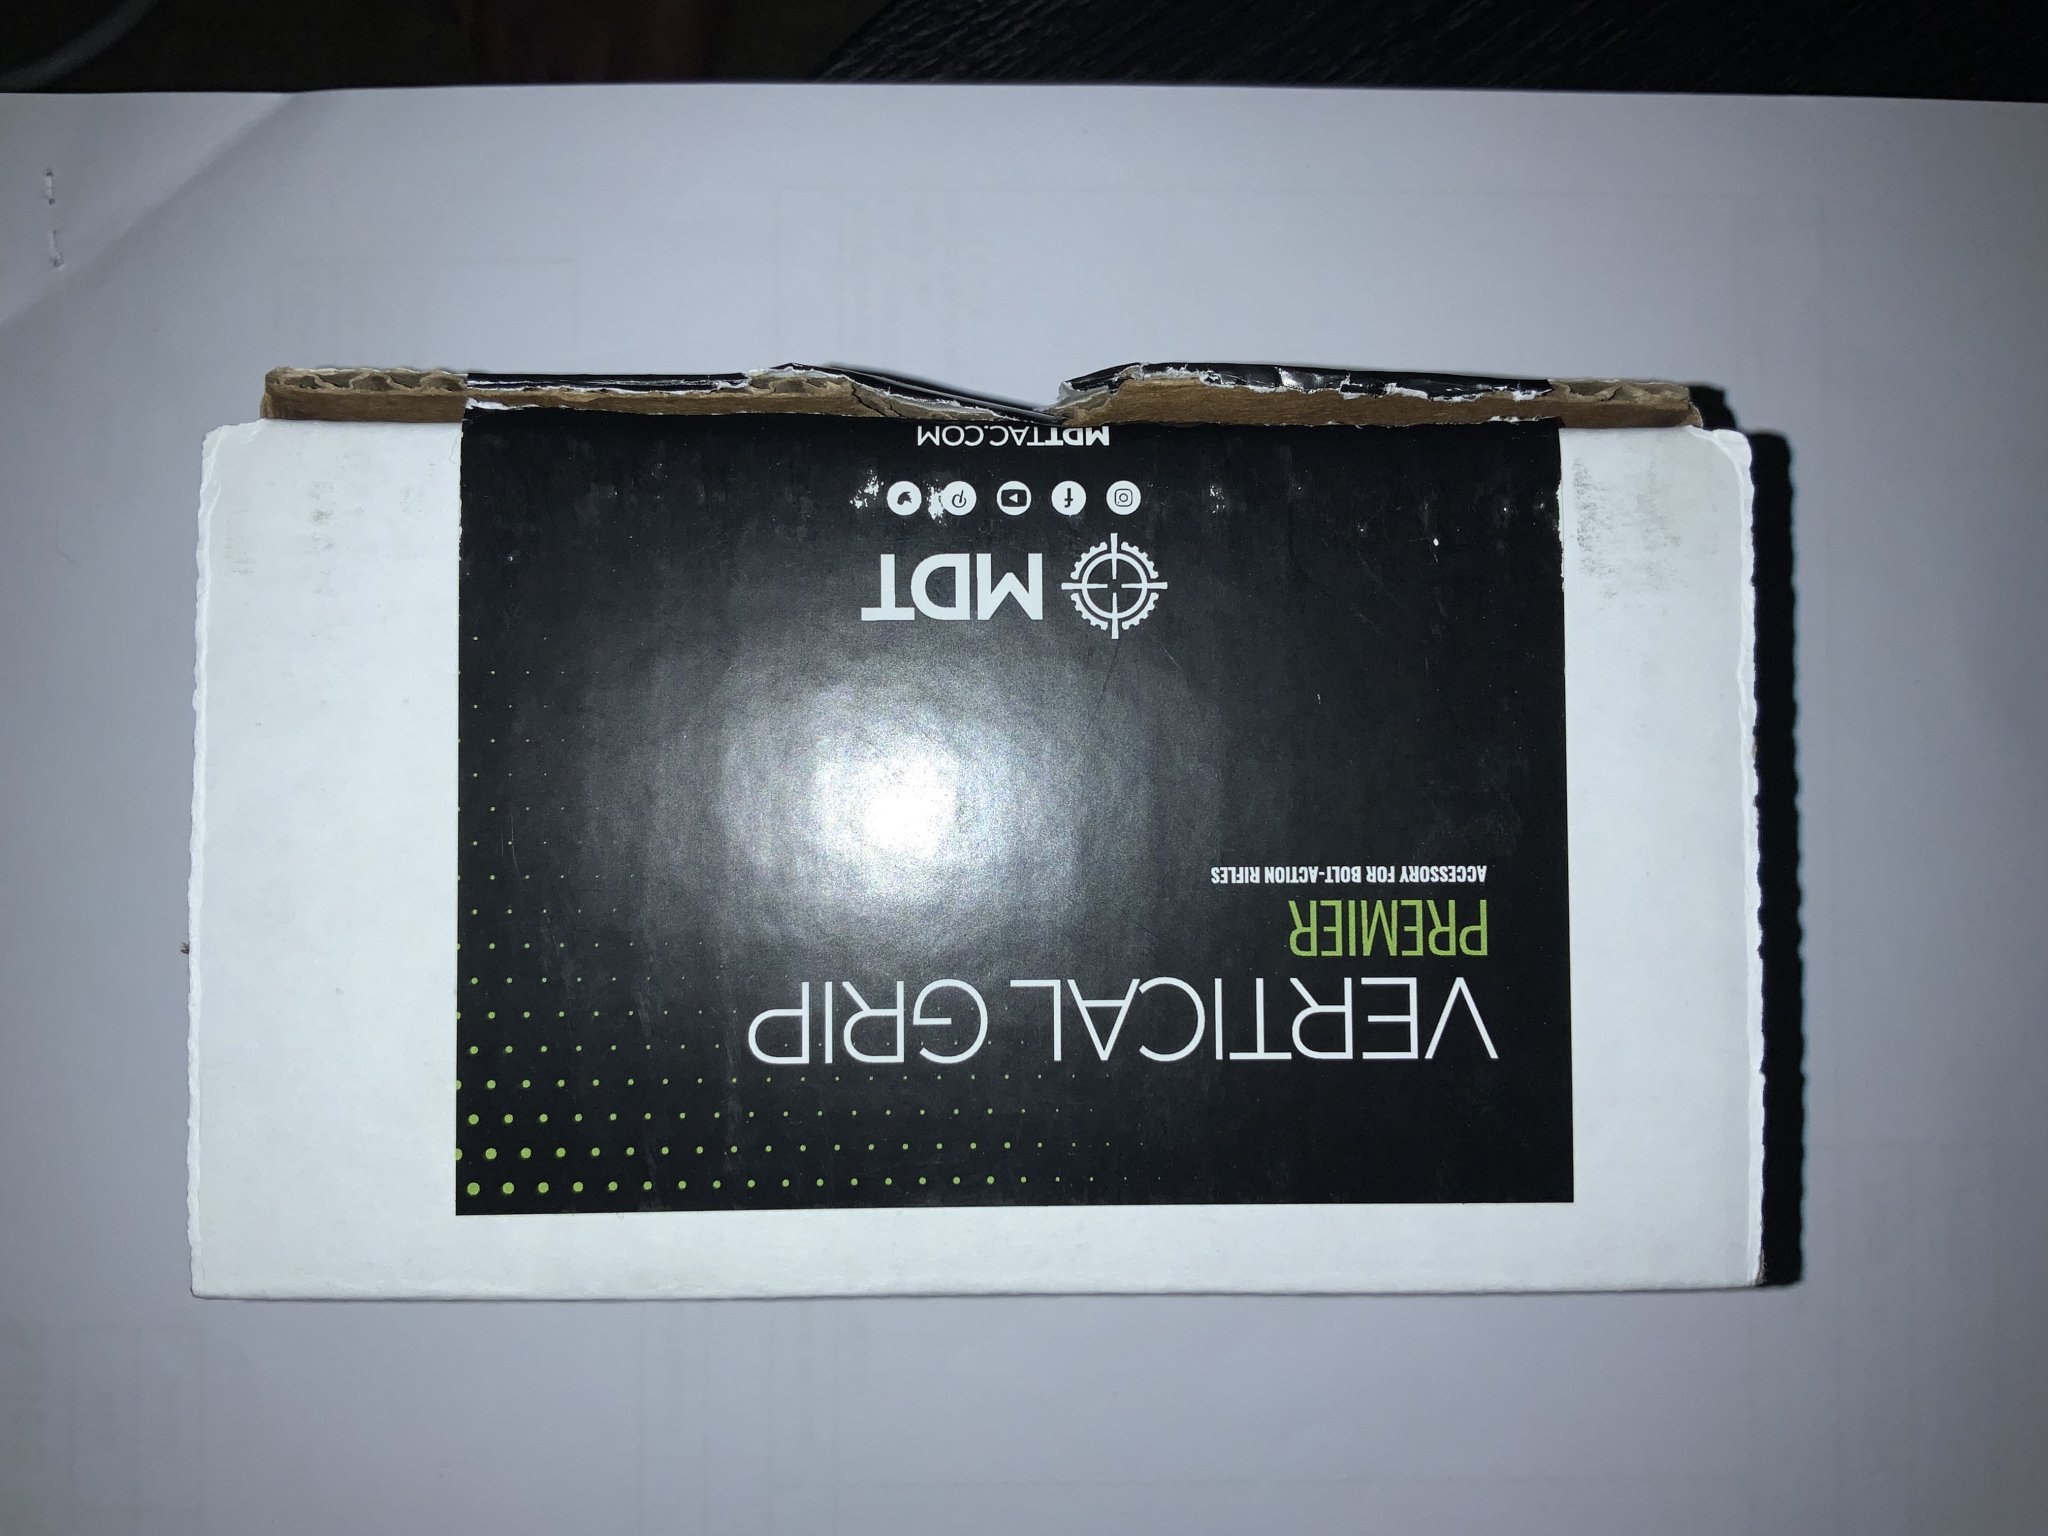 VERTICAL GRIP
PREMIER
ACCESSORY FOR BOLT-ACTION RIFLES
MDT
MDTTAC.COM